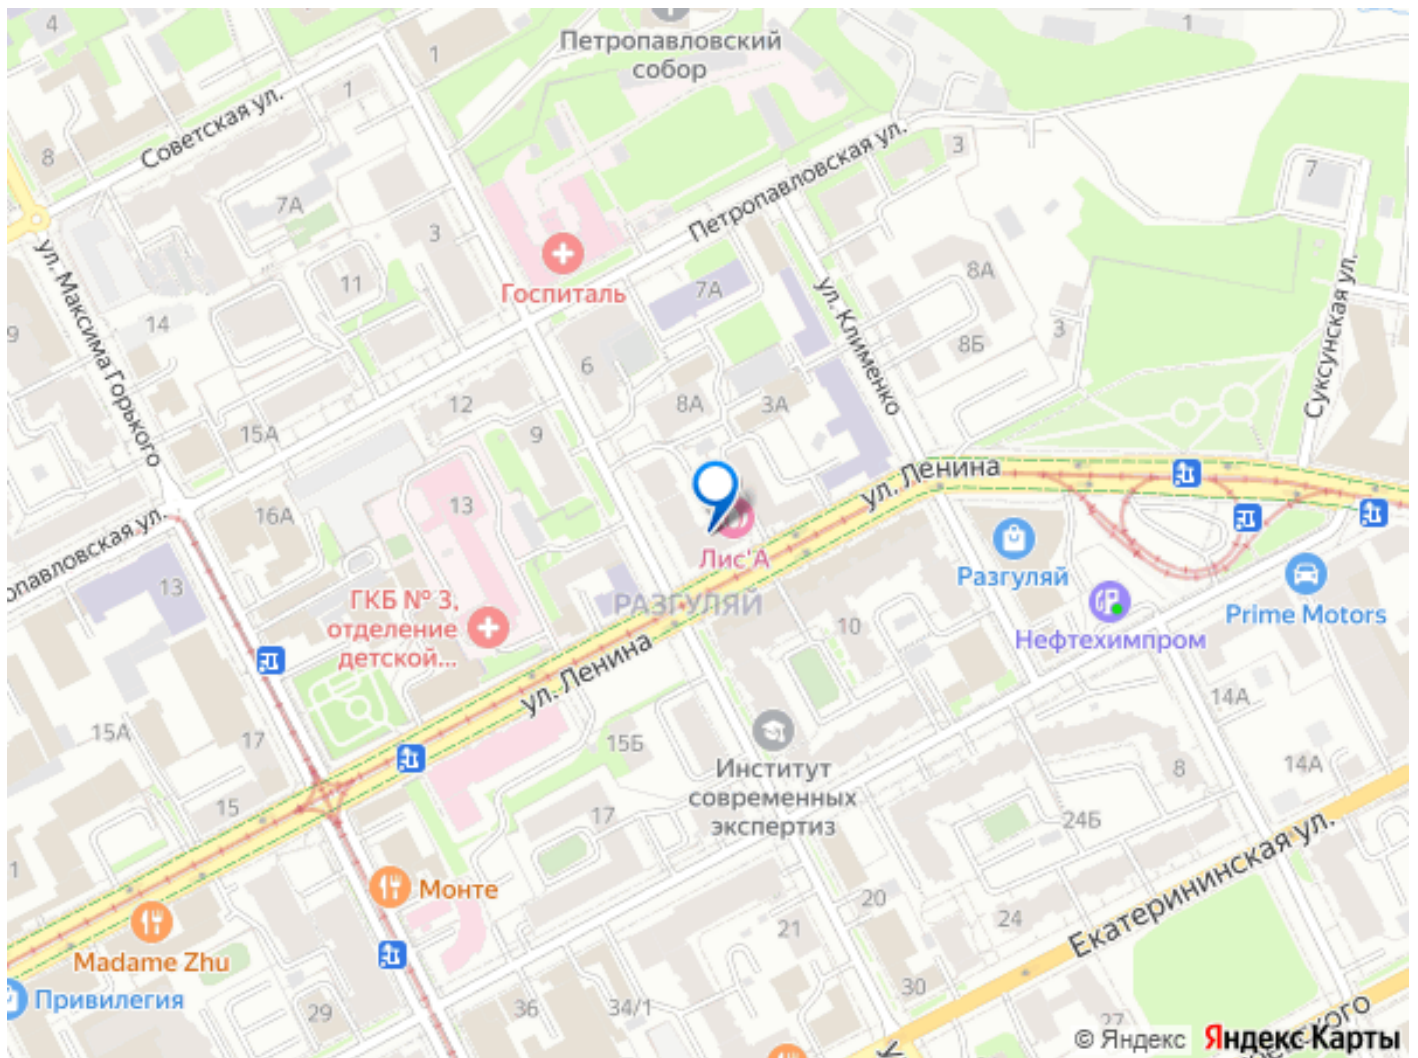 4
1
Петропавловский
собор
1
Советская ул.
1
8
7А
3
11
Госпиталь
Петропавловская ул.
3
7
7А
8А
ул. Клименко
8Б
3
Суксунская ул.
ул. Максима Горького
14
9
6
8А
3А
12
15А
9
13
16А
ул. Ленина
Лис'А
Разгуляй
опавловская ул.
13
ГКБ № 3,
отделение
детской...
РАЗГУЛЯЙ
10
Нефтехимпром
Prime Motors
ул. Ленина
15А
17
15Б
14А
Институт
современных
экспертиз
8
14А
15
17
24Б
1
Монте
Екатерининская ул.
20
24
21
Madame Zhu
Привилегия
29
36
34/1
30
27
ского
У
© Яндекс Яндекс Карты